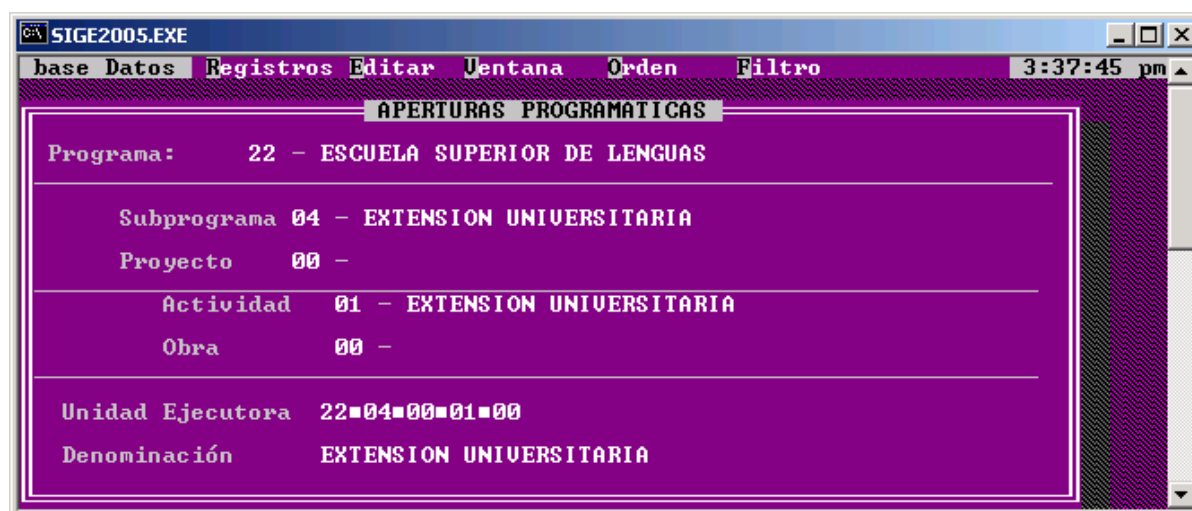 SIGE2005.EXE
base Datos Registros Editar Ventana Orden Filtro 3:37:45 pm
APERTURAS PROGRAMATICAS
Programa: 22 - ESCUELA SUPERIOR DE LENGUAS
Subprograma 04 - EXTENSION UNIVERSITARIA
Proyecto 00 -
Actividad 01 - EXTENSION UNIVERSITARIA
Obra 00 -
Unidad Ejecutora 22■04■00■01■00
Denominación EXTENSION UNIVERSITARIA